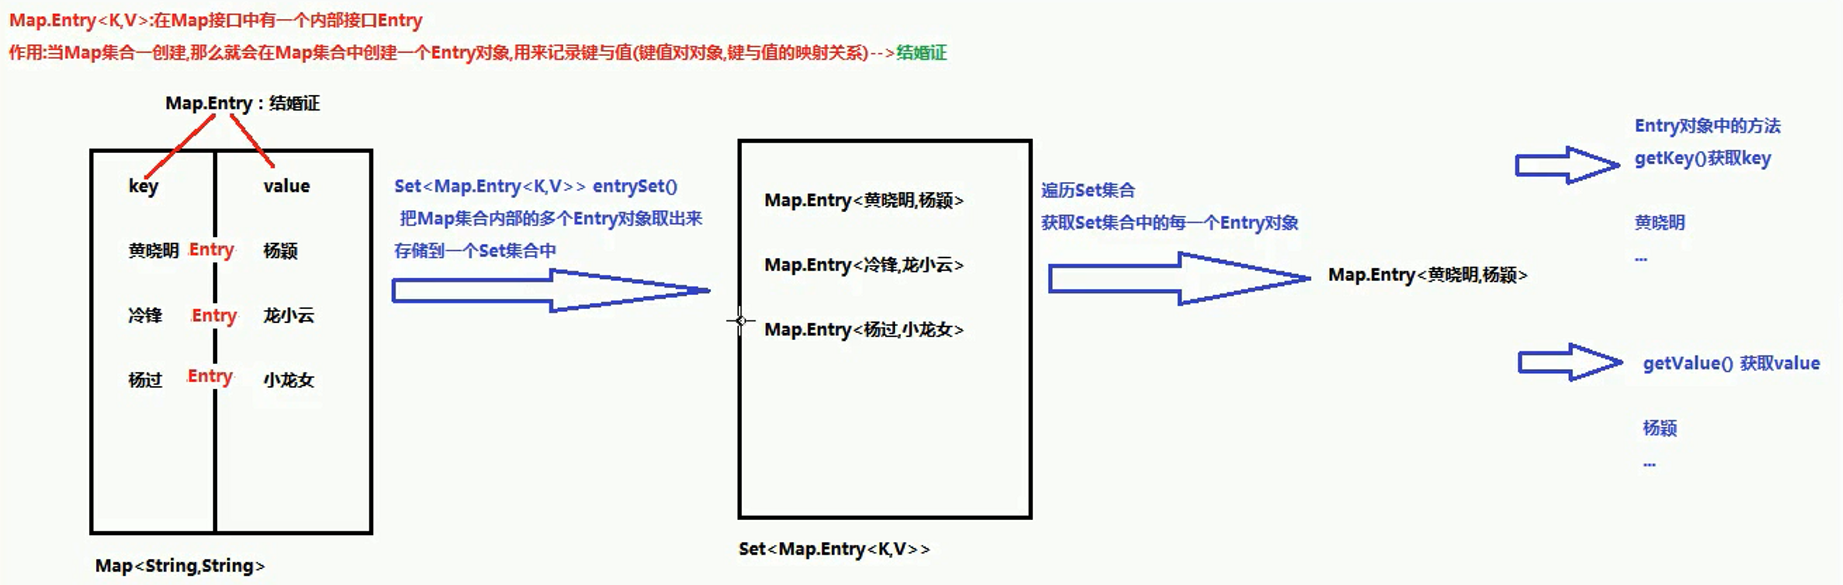 Map.Entry<K,V>:在Map接口中有一个内部接口Entry
作用:当Map集合一创建,那么就会在Map集合中创建一个Entry对象,用来记录键与值(键值对对象,键与值的映射关系)-->结婚证
Map.Entry：结婚证
key value
黄晓明 Entry 杨颖
冷锋 Entry 龙小云
杨过 Entry 小龙女
Map<String,String>
Set<Map.Entry<K,V>> entrySet()
把Map集合内部的多个Entry对象取出来
存储到一个Set集合中
Map.Entry<黄晓明,杨颖>
Map.Entry<冷锋,龙小云>
Map.Entry<杨过,小龙女>
Set<Map.Entry<K,V>>
遍历Set集合
获取Set集合中的每一个Entry对象
Map.Entry<黄晓明,杨颖>
Entry对象中的方法
getKey()获取key
黄晓明
...
getValue() 获取value
杨颖
...